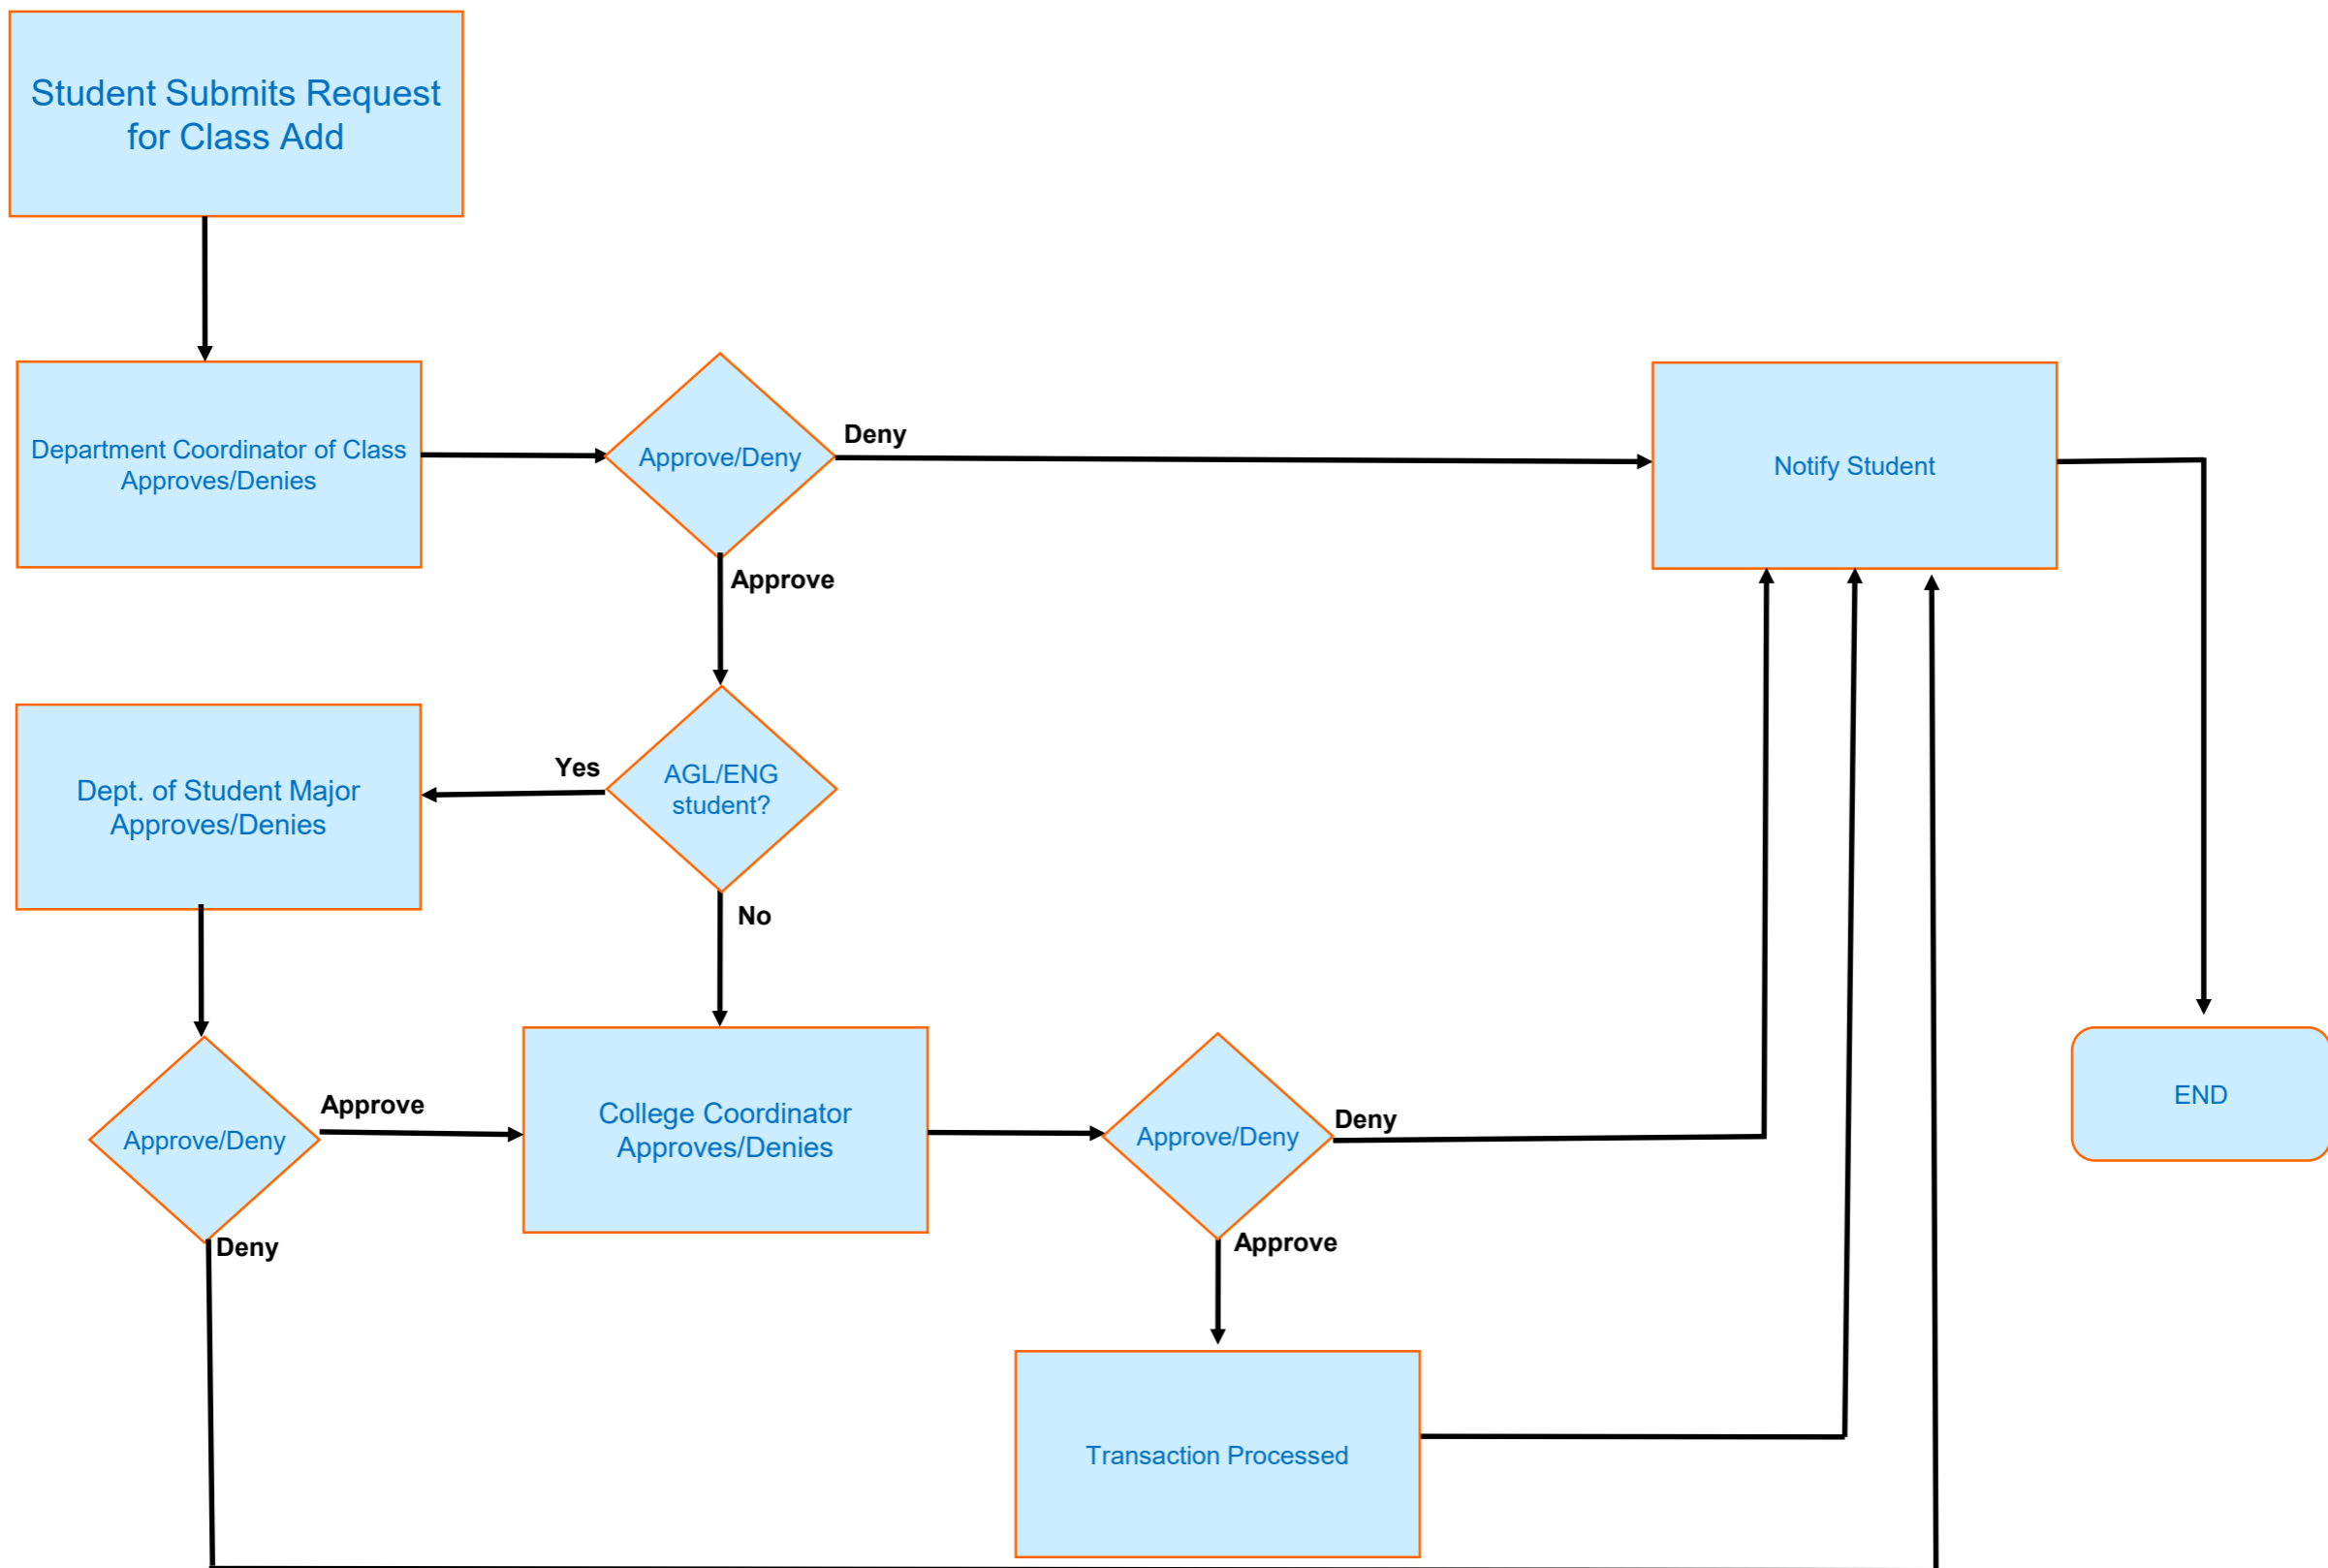 Student Submits Request
for Class Add
Department Coordinator of Class
Approves/Denies
Approve/Deny
Deny
Notify Student
Approve
Dept. of Student Major
Approves/Denies
Yes
AGL/ENG
student?
No
Approve/Deny
Approve
Deny
College Coordinator
Approves/Denies
Approve/Deny
Deny
Approve
END
Transaction Processed